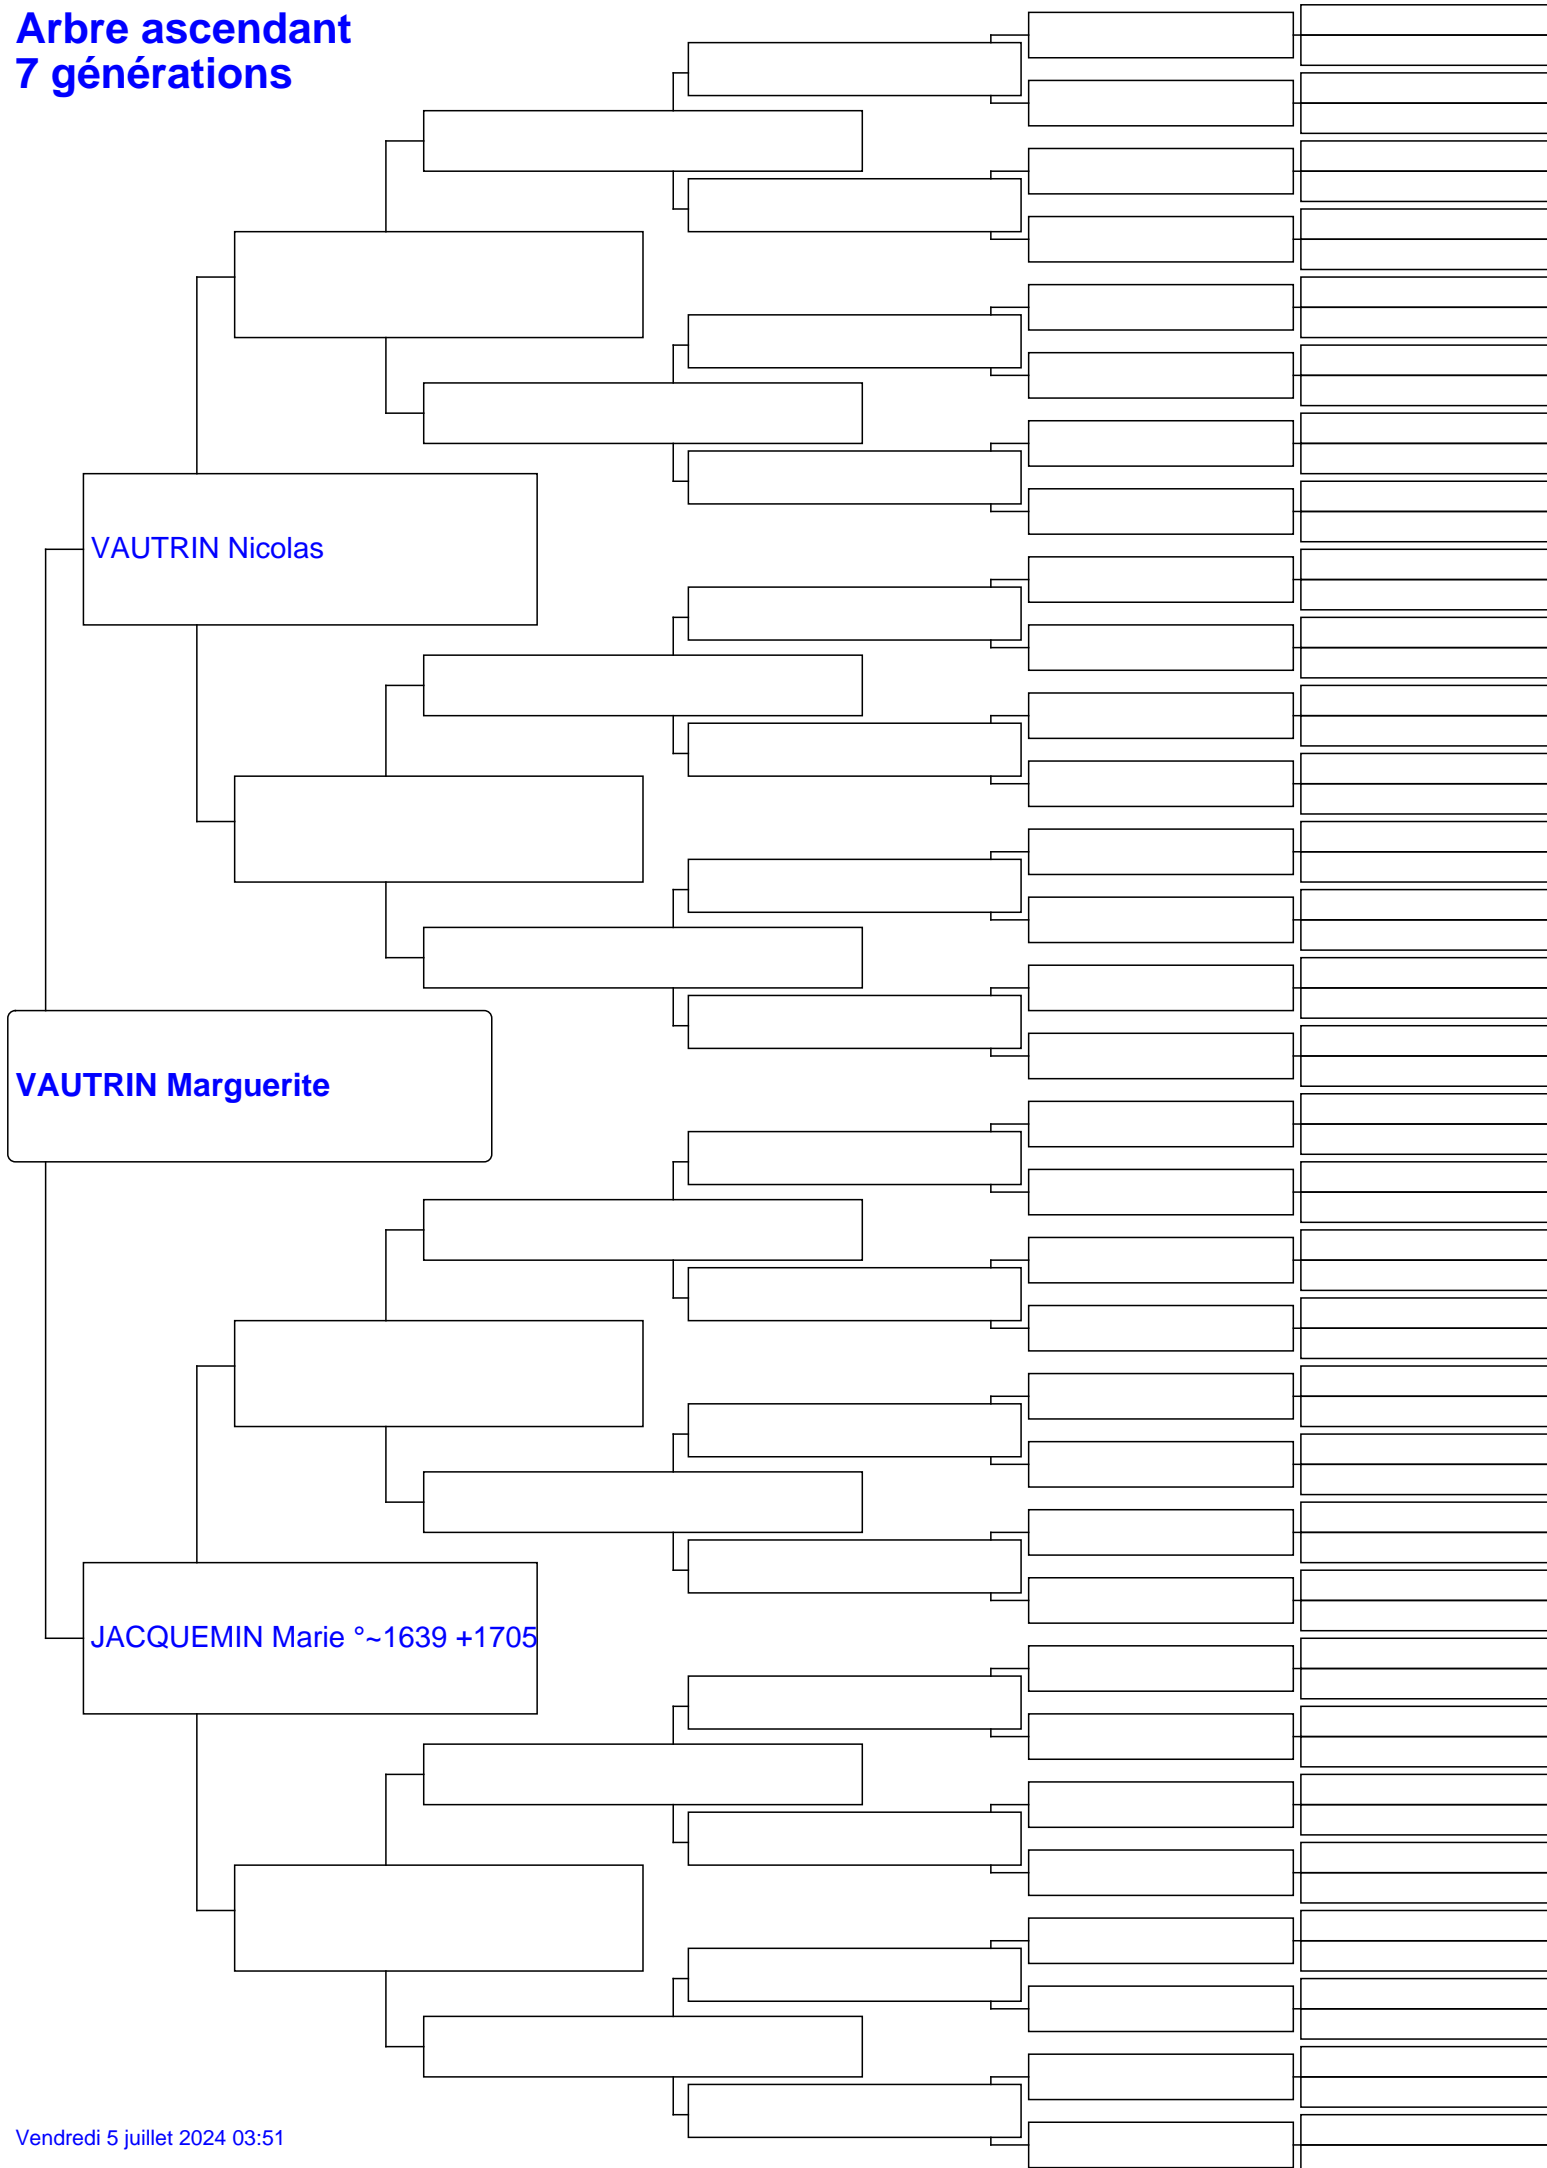 Arbre ascendant
7 générations
VAUTRIN Nicolas
VAUTRIN Marguerite
JACQUEMIN Marie °~1639 +1705
Vendredi 5 juillet 2024 03:51